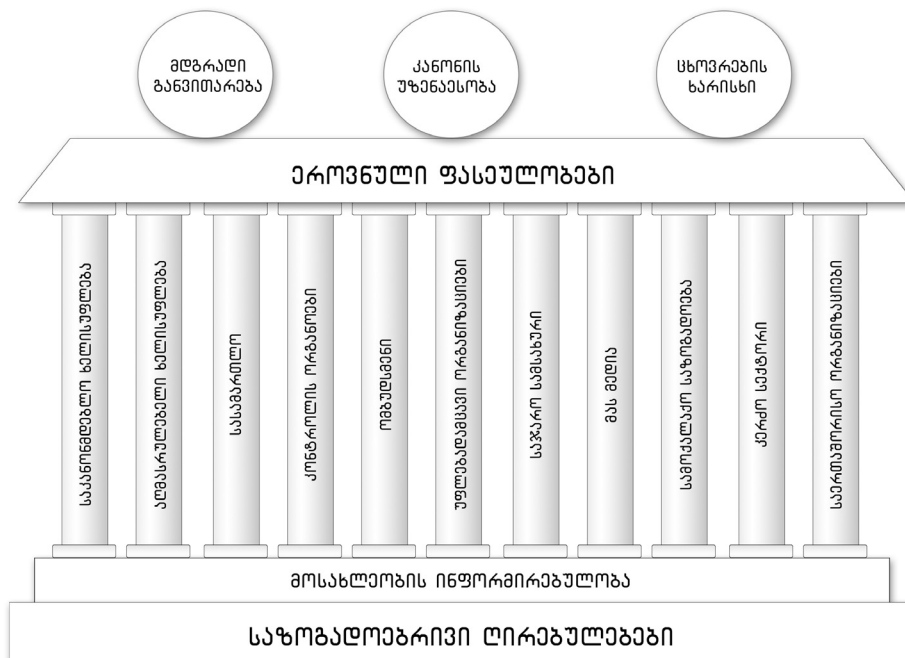 მდგრადი
განვითარება
კანონის
უზენაესობა
ცხოვრების
ხარისხი
ეროვნული ფასეულობები
საკანონმდებლო ხელისუფლება
აღმასრულებელი ხელისუფლება
სასამართლო
კონტროლის ორგანოები
ომბუდსმენი
უფლებადამცავი ორგანიზაციები
საჯარო სამსახური
მას მედია
სამოქალაქო საზოგადოება
კერძო სექტორი
საერთაშორისო ორგანიზაციები
მოსახლეობის ინფორმირებულობა
საზოგადოებრივი ღირებულებები